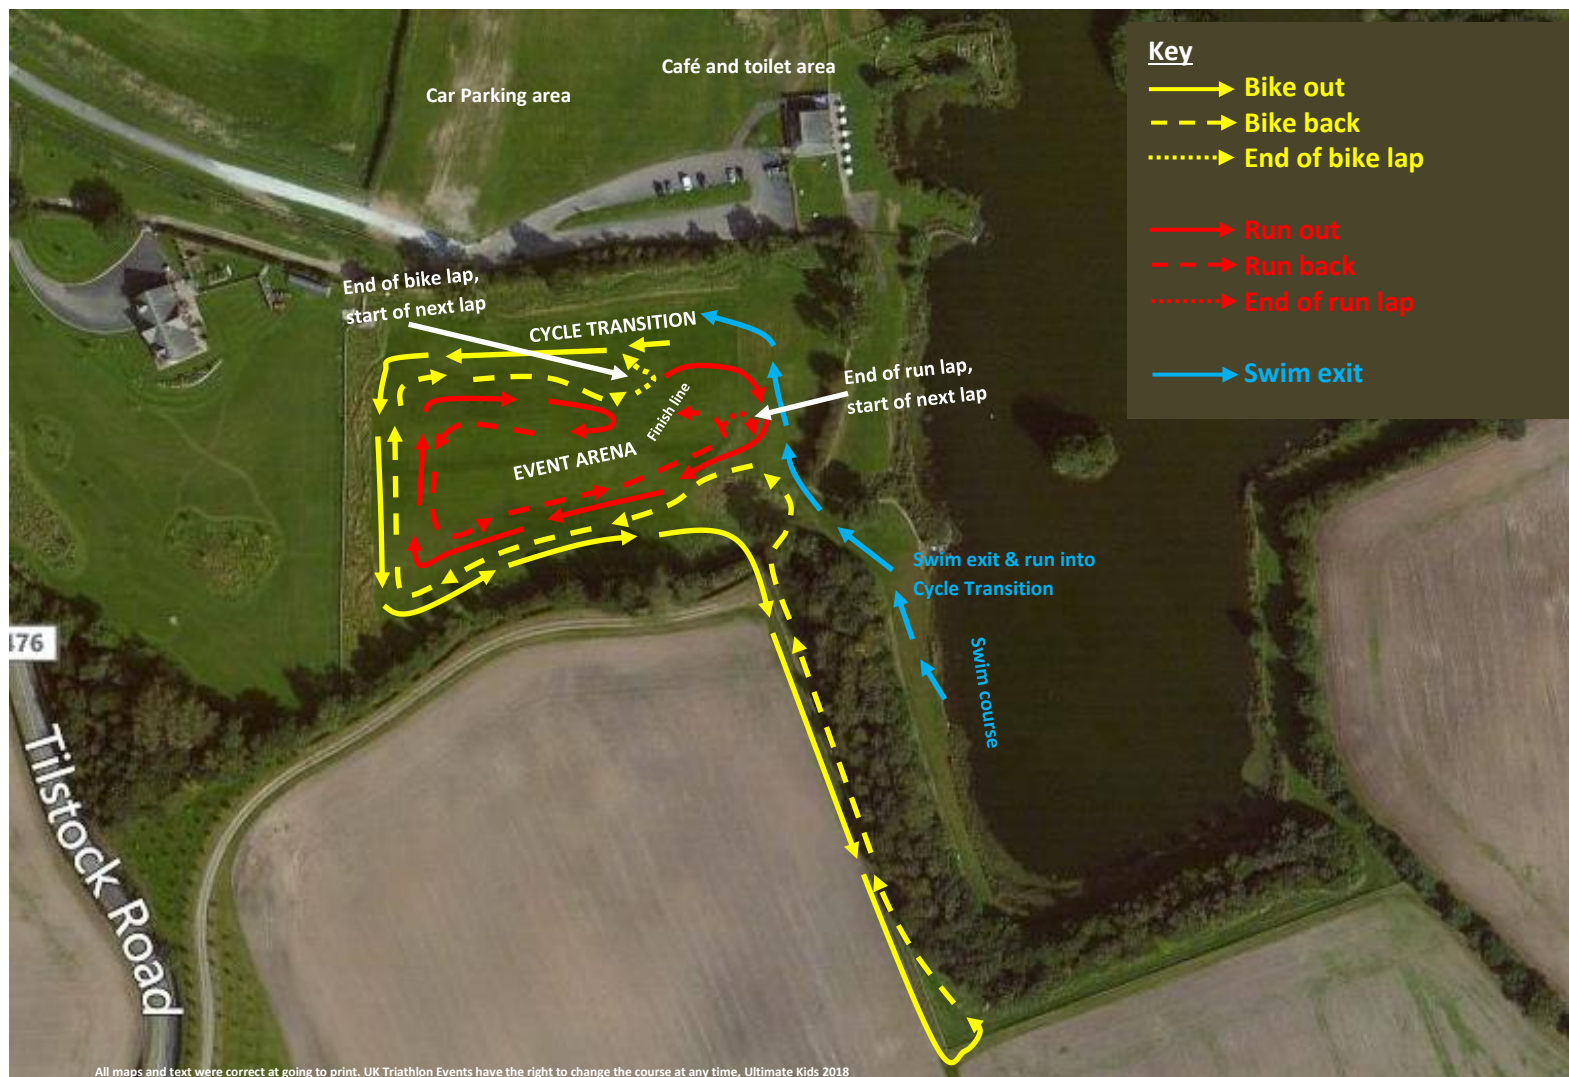 Café and toilet area
Car Parking area
Key
Bike out
Bike back
End of bike lap
Run out
Run back
End of run lap
Swim exit
End of bike lap,
start of next lap
CYCLE TRANSITION
End of run lap,
start of next lap
Finish line
EVENT ARENA
Swim exit & run into
Cycle Transition
Swim course
476
Tilstock Road
All maps and text were correct at going to print. UK Triathlon Events have the right to change the course at any time, Ultimate Kids 2018